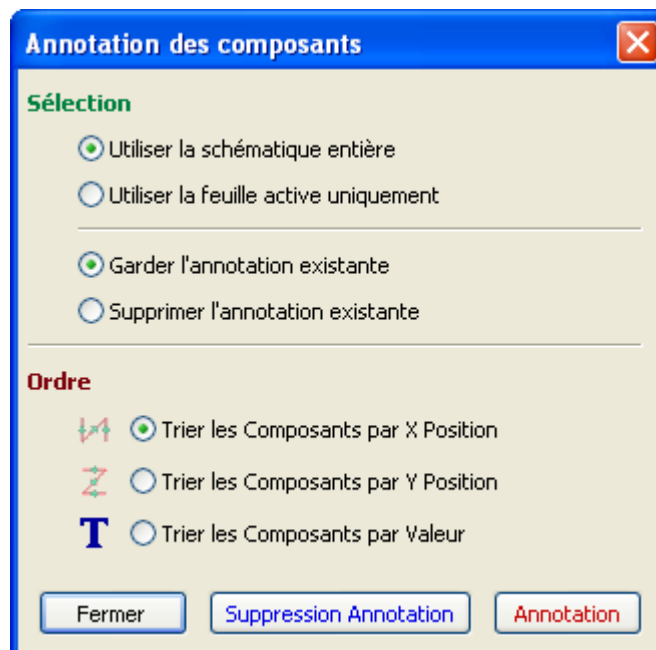 Annotation des composants
Sélection
Utiliser la schématique entière
Utiliser la feuille active uniquement
Garder l'annotation existante
Supprimer l'annotation existante
Ordre
Trier les Composants par X Position
Trier les Composants par Y Position
T Trier les Composants par Valeur
Fermer Suppression Annotation Annotation